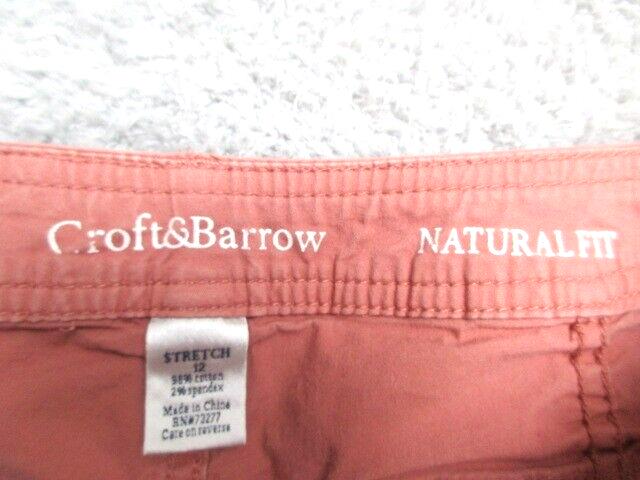 Croft&Barrow NATURAL FIT
STRETCH
12
98% cotton
2% spandex
Made in China
RN#73277
Care on reverse